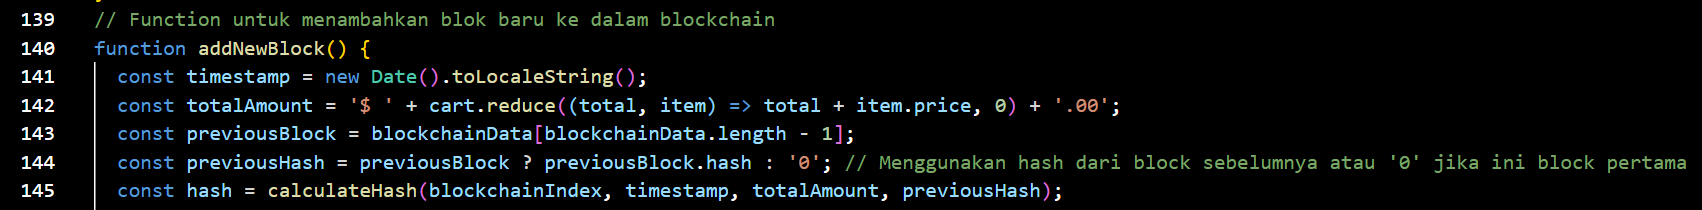 139 // Function untuk menambahkan blok baru ke dalam blockchain
140 function addNewBlock() {
141 const timestamp = new Date().toLocaleString();
142 const totalAmount = '$ ' + cart.reduce((total, item) => total + item.price, 0) + '.00';
143 const previousBlock = blockchainData[blockchainData.length - 1];
144 const previousHash = previousBlock ? previousBlock.hash : '0'; // Menggunakan hash dari block sebelumnya atau '0' jika ini block pertama
145 const hash = calculateHash(blockchainIndex, timestamp, totalAmount, previousHash);